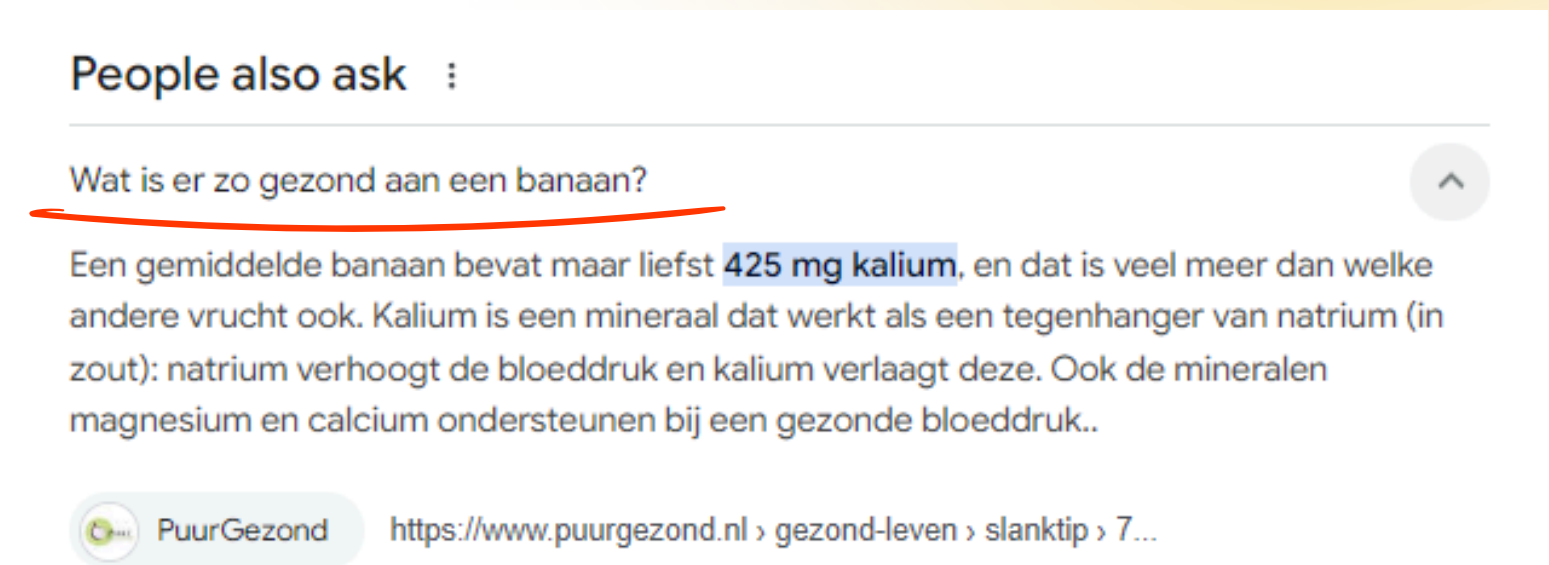 People also ask
Wat is er zo gezond aan een banaan?
Een gemiddelde banaan bevat maar liefst 425 mg kalium, en dat is veel meer dan welke
andere vrucht ook. Kalium is een mineraal dat werkt als een tegenhanger van natrium (in
zout): natrium verhoogt de bloeddruk en kalium verlaagt deze. Ook de mineralen
magnesium en calcium ondersteunen bij een gezonde bloeddruk..
PuurGezond https://www.puurgezond.nl › gezond-leven › slanktip › 7...